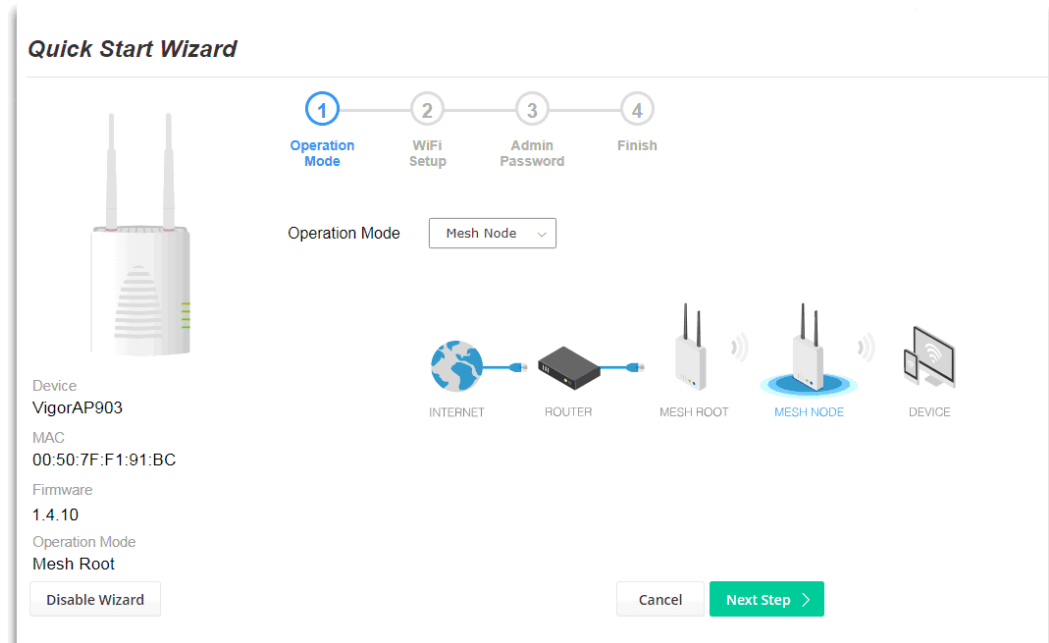 Quick Start Wizard
1
2
3
4
Operation Mode
WiFi Setup
Admin Password
Finish
Operation Mode
Mesh Node
INTERNET
ROUTER
MESH ROOT
MESH NODE
DEVICE
Device
VigorAP903
MAC
00:50:7F:F1:91:BC
Firmware
1.4.10
Operation Mode
Mesh Root
Disable Wizard
Cancel
Next Step